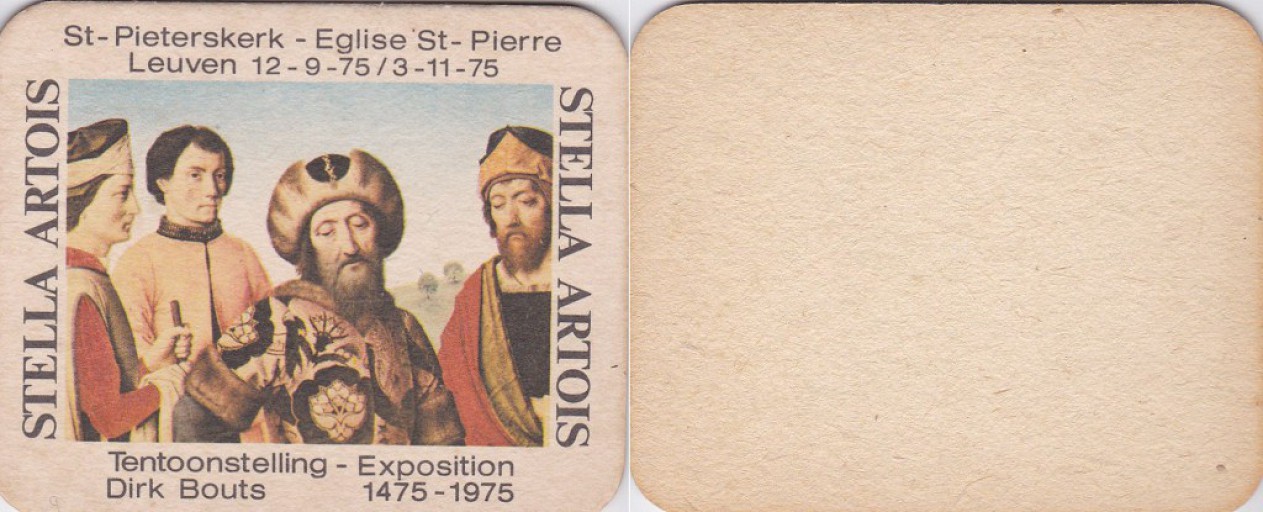 St-Pieterskerk - Eglise St-Pierre
Leuven 12-9-75/3-11-75
STELLA ARTOIS
STELLA ARTOIS
Tentoonstelling - Exposition
Dirk Bouts 1475-1975